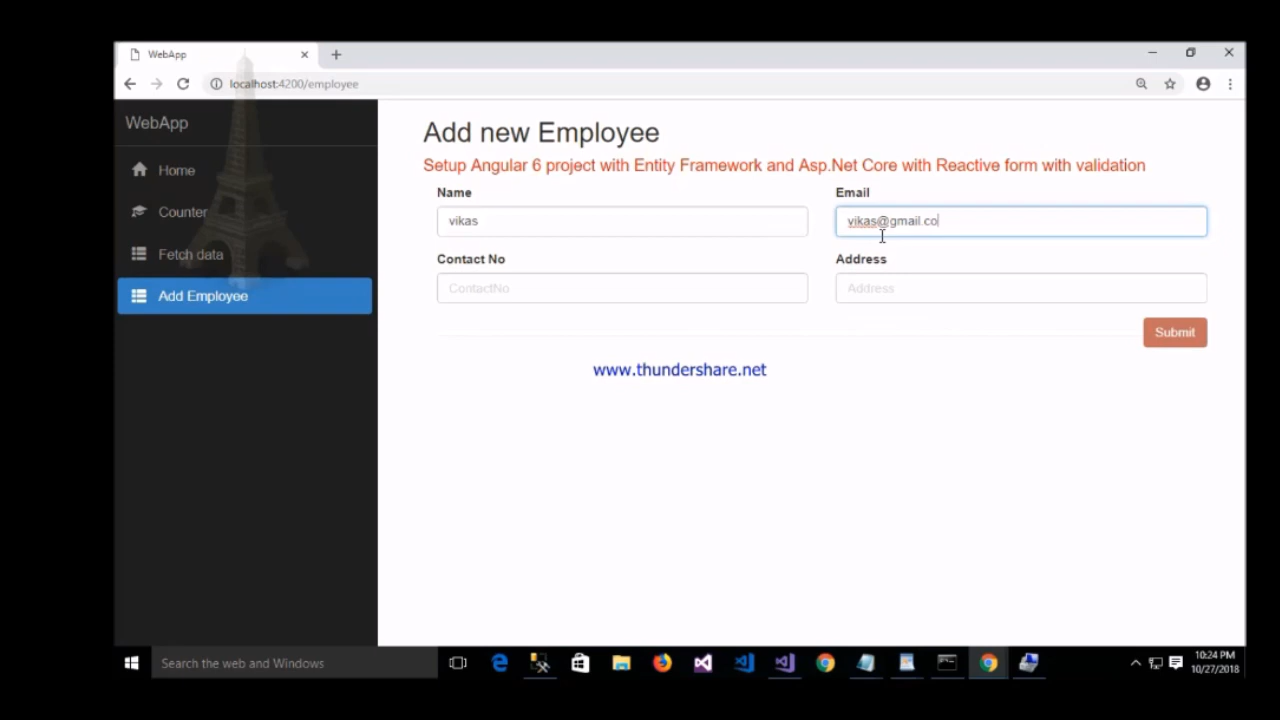 WebApp
localhost:4200/employee
WebApp
Home
Counter
Fetch data
Add Employee
Add new Employee
Setup Angular 6 project with Entity Framework and Asp.Net Core with Reactive form with validation
Name
Email
vikas
vikas@gmail.co
Contact No
Address
ContactNo
Address
Submit
www.thundershare.net
Search the web and Windows
10:24 PM
10/27/2018